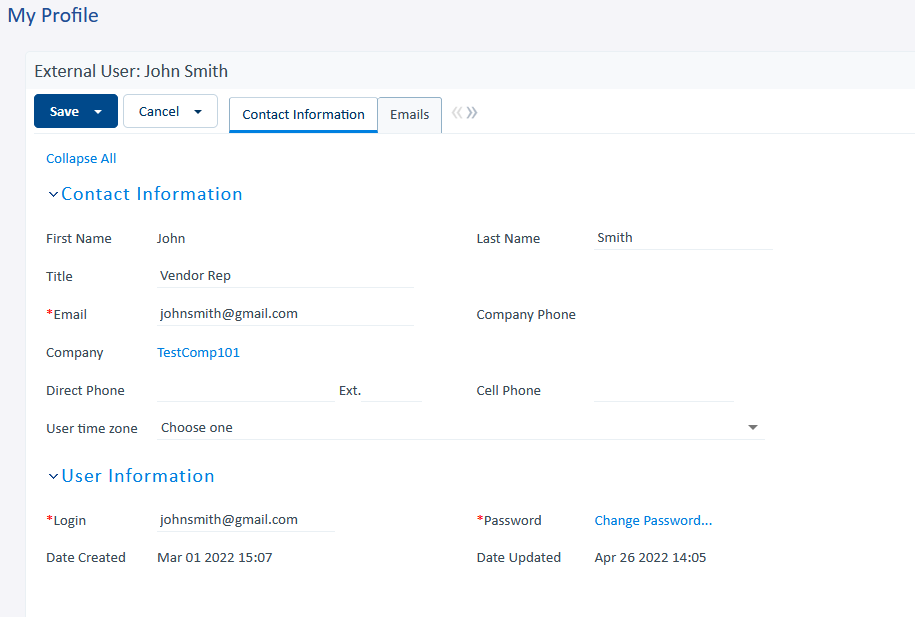 My Profile
External User: John Smith
Save Cancel Contact Information Emails
Collapse All
Contact Information
First Name John Last Name Smith
Title Vendor Rep
*Email johnsmith@gmail.com Company Phone
Company TestComp101
Direct Phone Ext. Cell Phone
User time zone Choose one
User Information
*Login johnsmith@gmail.com *Password Change Password...
Date Created Mar 01 2022 15:07 Date Updated Apr 26 2022 14:05